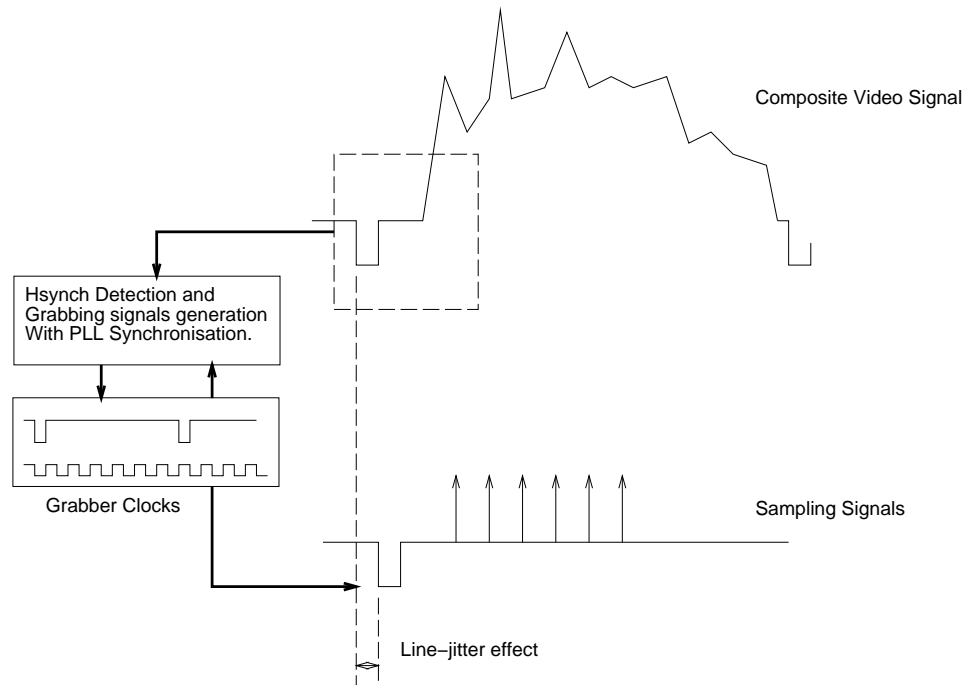 Composite Video Signal
Hsynch Detection and
Grabbing signals generation
With PLL Synchronisation.
Grabber Clocks
Sampling Signals
Line−jitter effect